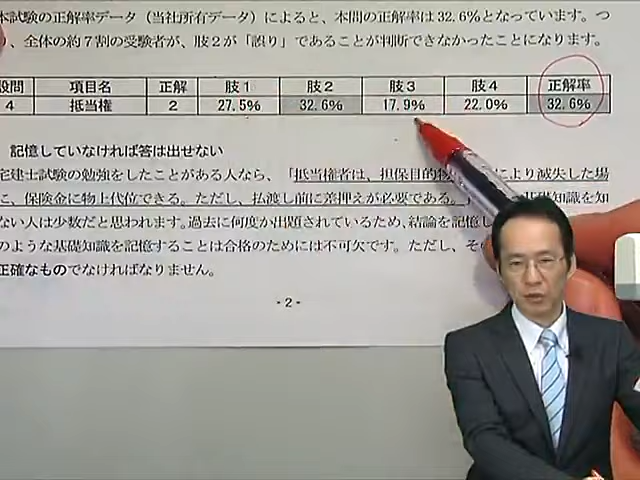 本試験の正解率データ（当社所有データ）によると、本問の正解率は32.6%となっています。つ
り、全体の約7割の受験者が、肢2が「誤り」であることが判断できなかったことになります。
設問 項目名 正解 肢1 肢2 肢3 肢4 正解率
4 抵当権 2 27.5% 32.6% 17.9% 22.0% 32.6%
記憶していなければ答は出せない
宅建士試験の勉強をしたことがある人なら、「抵当権者は、担保目的物 により滅失した場
に、保険金に物上代位できる。ただし、払渡し前に差押えが必要である。」 基礎知識を知
ない人は少数だと思われます。過去に何度か出題されているため、結論を記憶し
のような基礎知識を記憶することは合格のためには不可欠です。ただし、そ
正確なものでなければなりません。
- 2 -